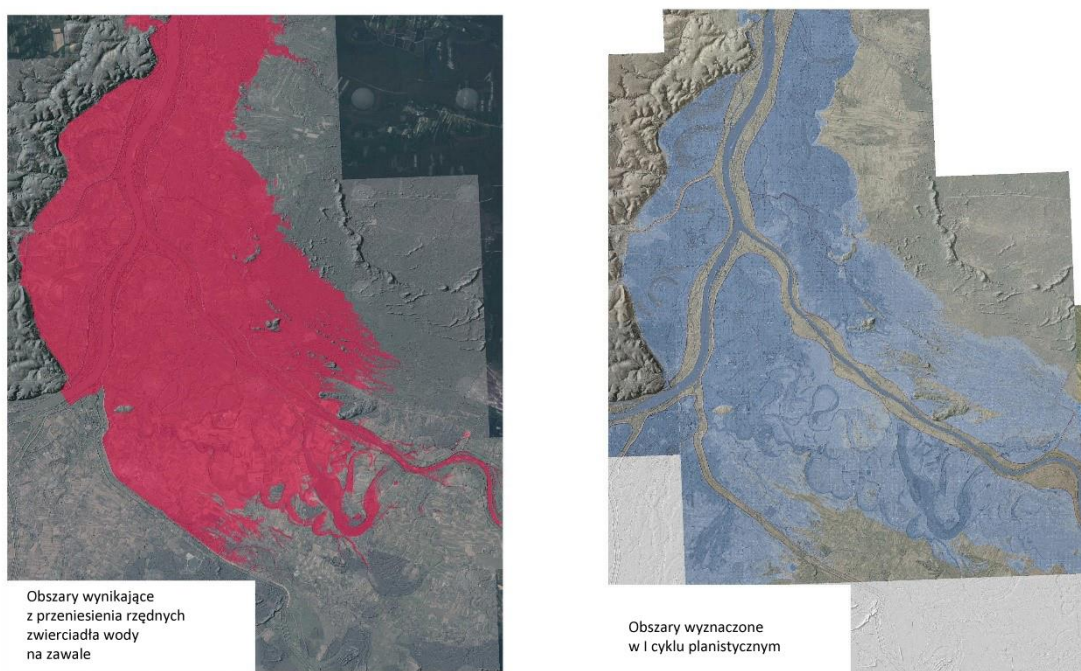 Obszary wynikające
z przeniesienia rzędnych
zwierciadła wody
na zawale
Obszary wyznaczone
w I cyklu planistycznym